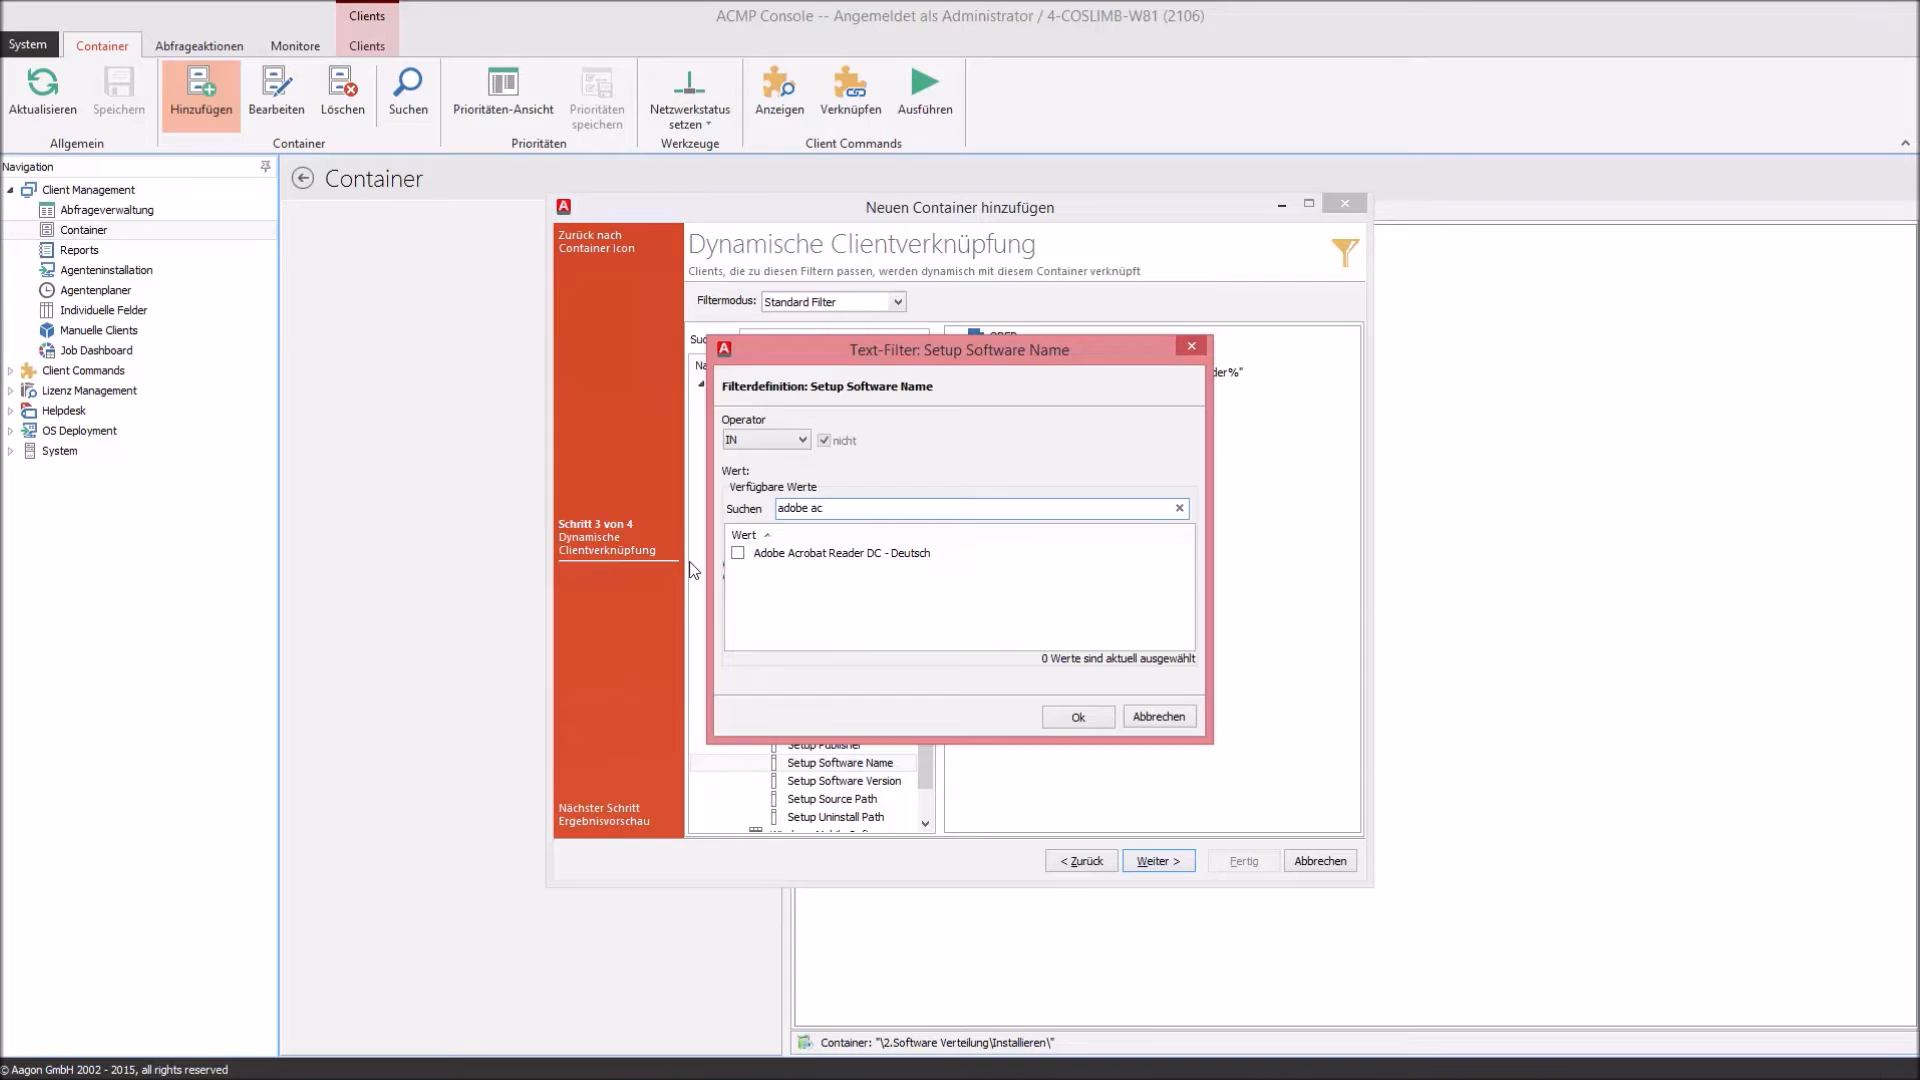 Clients
ACMP Console -- Angemeldet als Administrator / 4-COSLIMB-W81 (2106)
System
Container
Abfrageaktionen
Monitore
Clients
Aktualisieren
Speichern
Hinzufügen
Bearbeiten
Löschen
Suchen
Prioritäten-Ansicht
Prioritäten
speichern
Netzwerkstatus
setzen
Anzeigen
Verknüpfen
Ausführen
Allgemein
Container
Prioritäten
Werkzeuge
Client Commands
Navigation
Client Management
Abfrageverwaltung
Container
Reports
Agenteninstallation
Agentenplaner
Individuelle Felder
Manuelle Clients
Job Dashboard
Client Commands
Lizenz Management
Helpdesk
OS Deployment
System
Container
Neuen Container hinzufügen
Zurück nach
Container Icon
Dynamische Clientverknüpfung
Clients, die zu diesen Filtern passen, werden dynamisch mit diesem Container verknüpft
Filtermodus:
Standard Filter
der%"
Text-Filter: Setup Software Name
Filterdefinition: Setup Software Name
Operator
IN
nicht
Wert:
Verfügbare Werte
Suchen
adobe ac
Wert
Adobe Acrobat Reader DC - Deutsch
0 Werte sind aktuell ausgewählt
Ok
Abbrechen
Schritt 3 von 4
Dynamische
Clientverknüpfung
Setup Publisher
Setup Software Name
Setup Software Version
Setup Source Path
Setup Uninstall Path
Nächster Schritt
Ergebnisvorschau
< Zurück
Weiter >
Fertig
Abbrechen
Container: "\2.Software Verteilung\Installieren\"
© Aagon GmbH 2002 - 2015, all rights reserved